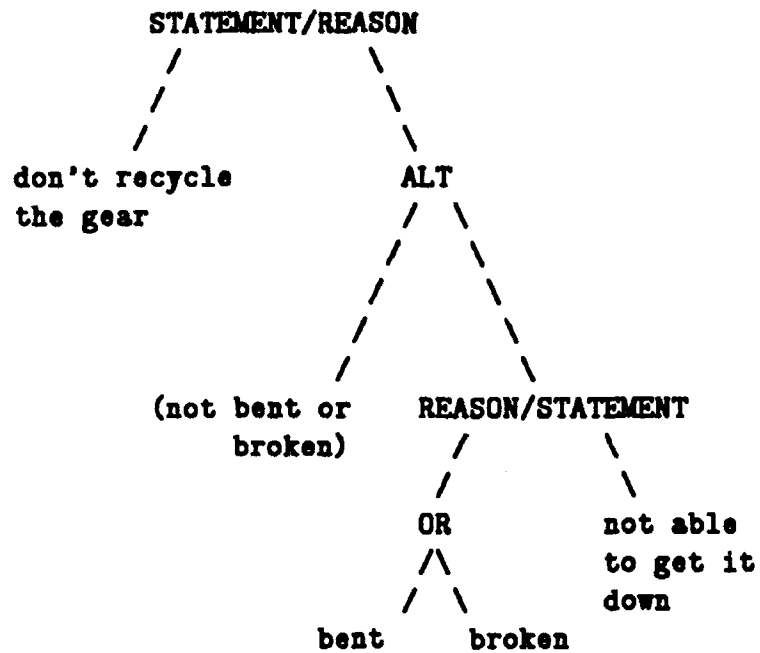 STATEMENT/REASON
don't recycle ALT
the gear
(not bent or REASON/STATEMENT
broken)
OR not able
to get it
down
bent broken